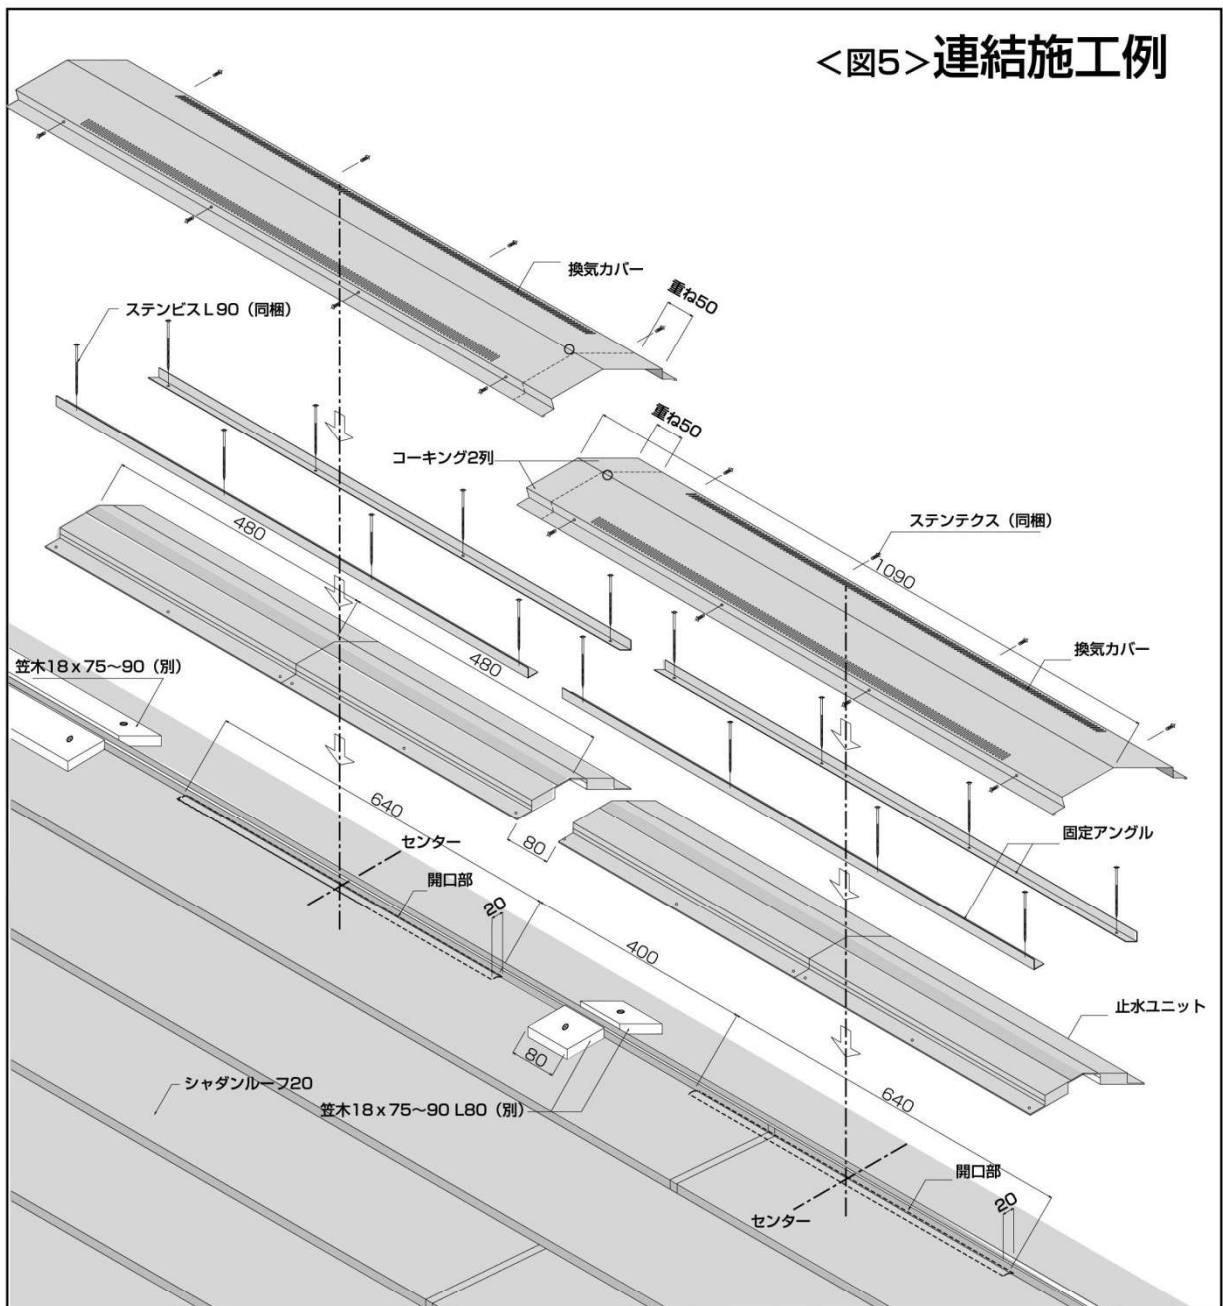 <図5>連結施工例
換気カバー
重ね50
ステンビスL90(同梱)
重ね50
コーキング2列
ステンテクス(同梱)
1090
480
480
換気カバー
笠木18x75~90(別)
640
80
固定アングル
センター
開口部
20
400
止水ユニット
80
シャダンルーフ20
笠木18x75~90 L80(別)
640
開口部
20
センター